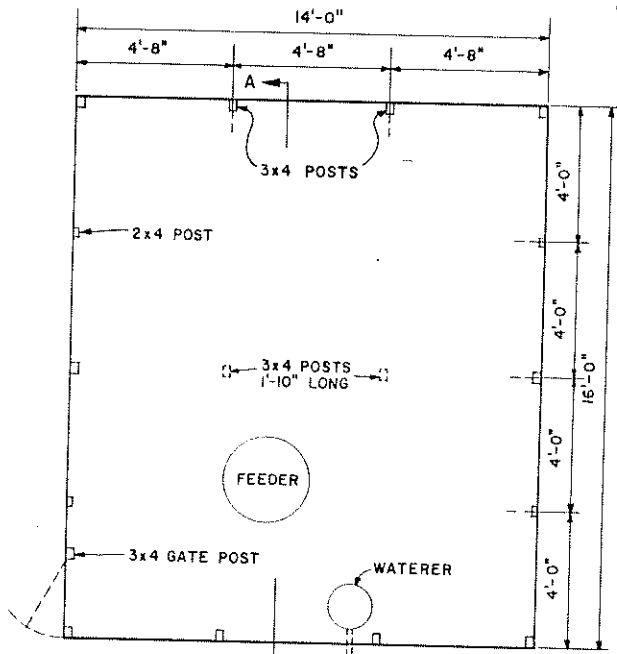 14'-0"
4'-8"
4'-8"
4'-8"
A
3x4 POSTS
4'-0"
2x4 POST
4'-0"
16'-0"
3x4 POSTS
1'-10" LONG
4'-0"
FEEDER
3x4 GATE POST
WATERER
4'-0"